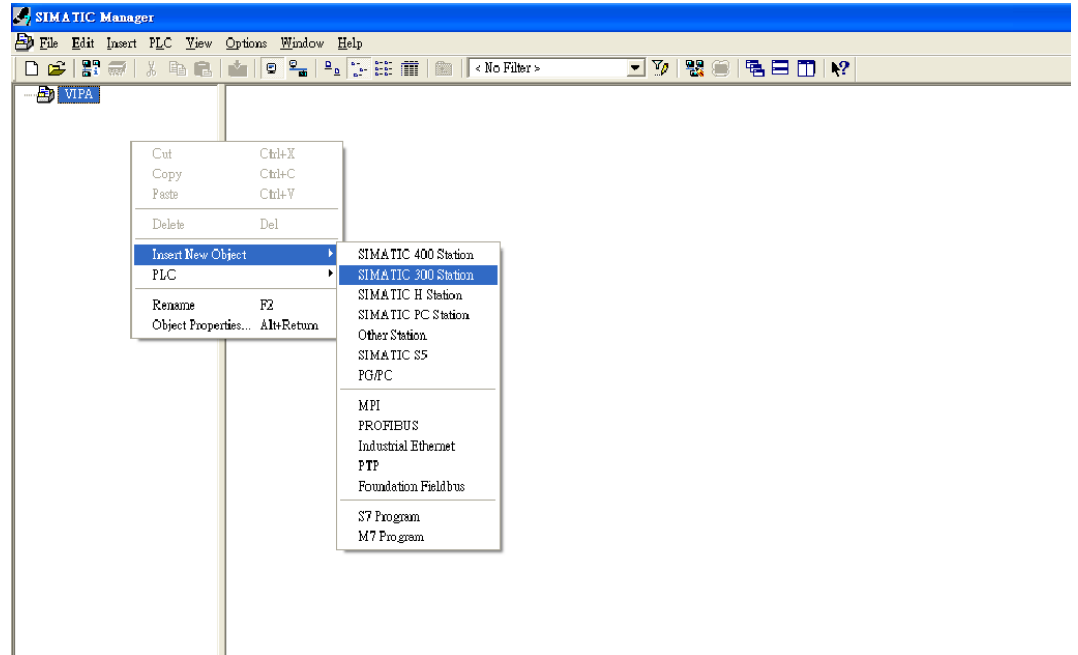 SIMATIC Manager
File Edit Insert PLC View Options Window Help
< No Filter >
VIPA
Cut Ctrl+X
Copy Ctrl+C
Paste Ctrl+V
Delete Del
Insert New Object
PLC
Rename F2
Object Properties... Alt+Return
SIMATIC 400 Station
SIMATIC 300 Station
SIMATIC H Station
SIMATIC PC Station
Other Station
SIMATIC S5
PG/PC
MPI
PROFIBUS
Industrial Ethernet
PTP
Foundation Fieldbus
S7 Program
M7 Program